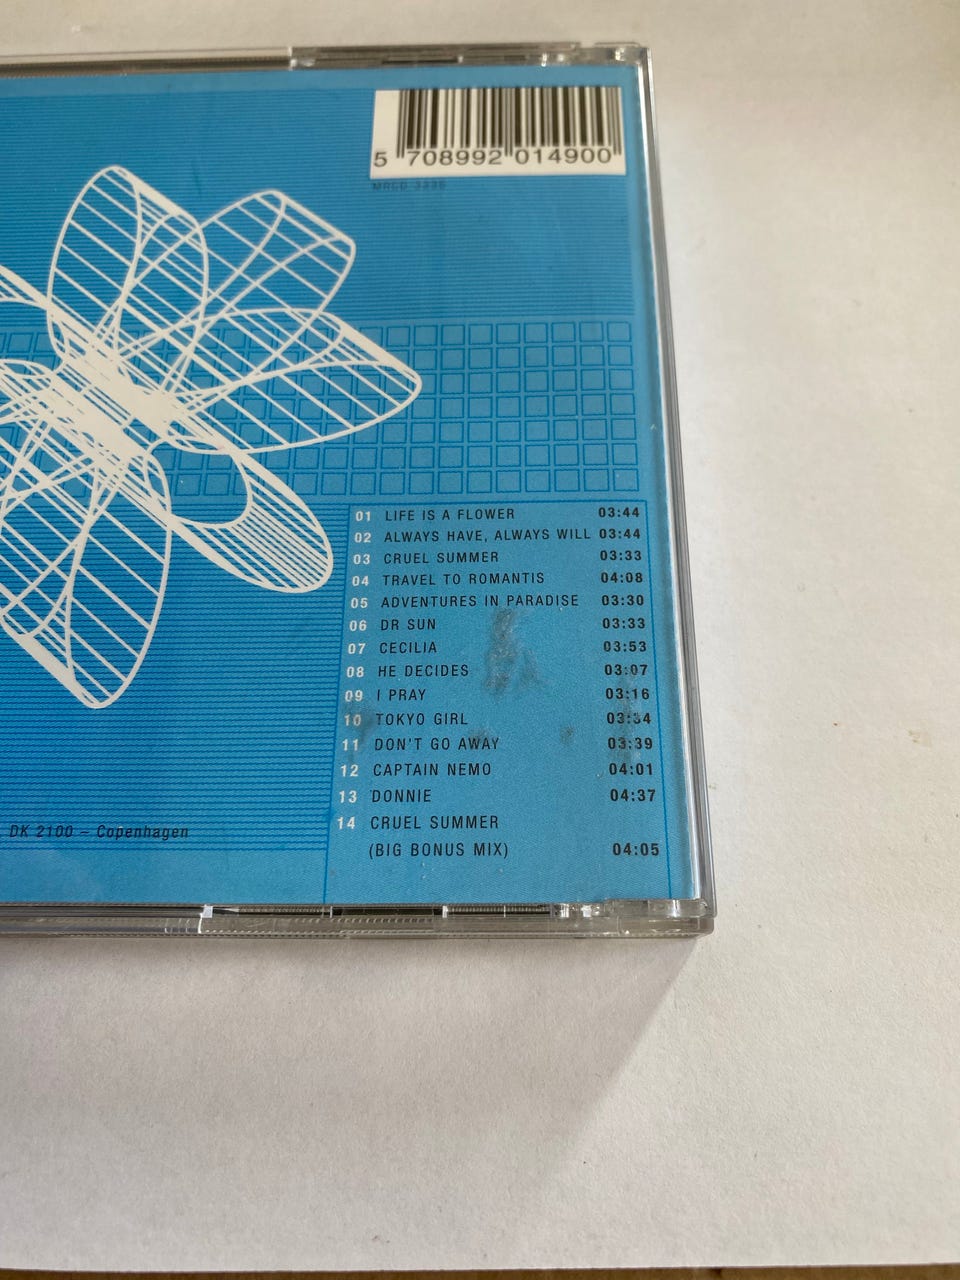 5 708992 014900
MRCD 3335
01 LIFE IS A FLOWER 03:44
02 ALWAYS HAVE, ALWAYS WILL 03:44
03 CRUEL SUMMER 03:33
04 TRAVEL TO ROMANTIS 04:08
05 ADVENTURES IN PARADISE 03:30
06 DR SUN 03:33
07 CECILIA 03:53
08 HE DECIDES 03:07
09 I PRAY 03:16
10 TOKYO GIRL 03:34
11 DON'T GO AWAY 03:39
12 CAPTAIN NEMO 04:01
13 DONNIE 04:37
14 CRUEL SUMMER
(BIG BONUS MIX) 04:05
DK 2100 – Copenhagen